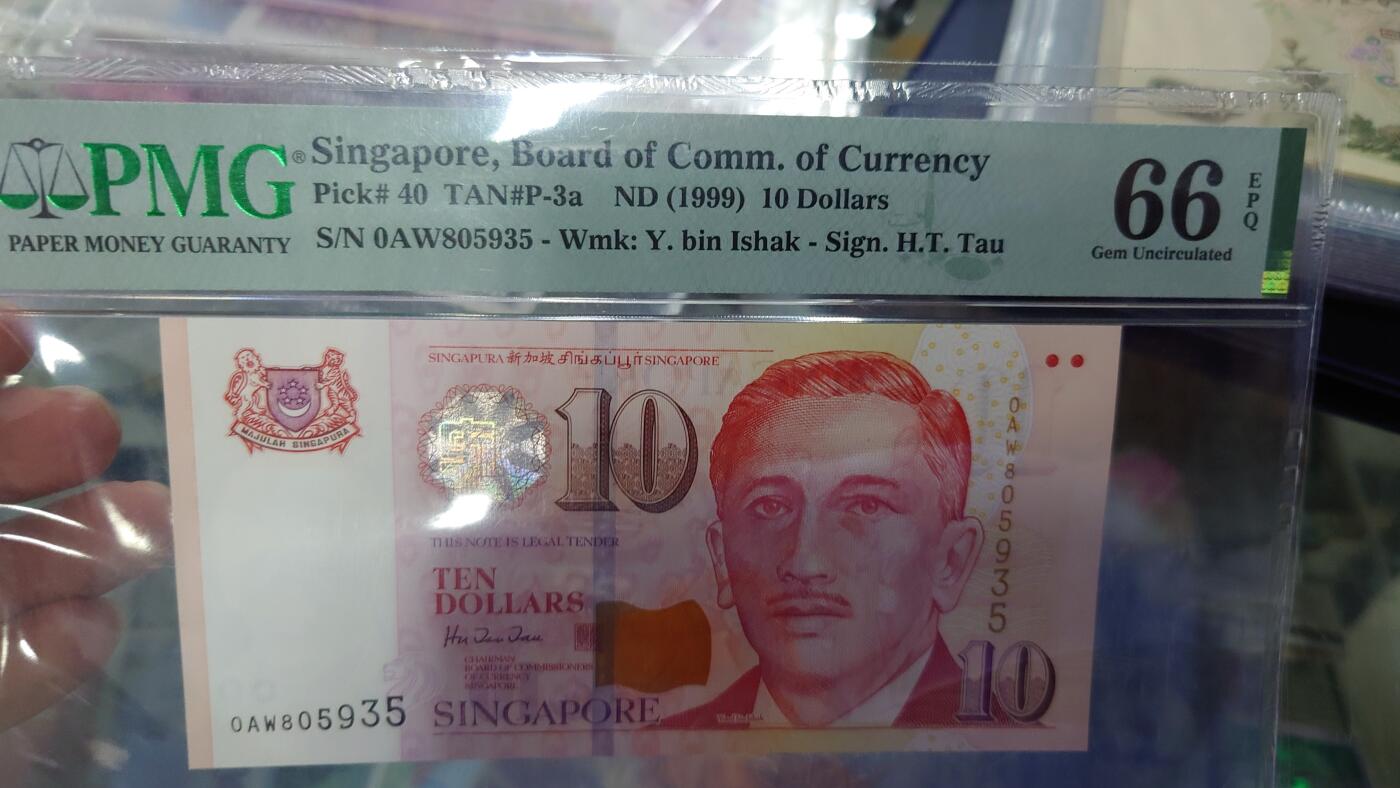 PMG®
PAPER MONEY GUARANTY
Singapore, Board of Comm. of Currency
Pick# 40 TAN#P-3a ND (1999) 10 Dollars
S/N 0AW805935 - Wmk: Y. bin Ishak - Sign. H.T. Tau
66
EPQ
Gem Uncirculated
SINGAPURA 新加坡 சிங்கப்பூர் SINGAPORE
MAJULAH SINGAPURA
10
0AW805935
THIS NOTE IS LEGAL TENDER
TEN
DOLLARS
CHAIRMAN
BOARD OF COMMISSIONERS
OF CURRENCY
SINGAPORE
0AW805935
SINGAPORE
10